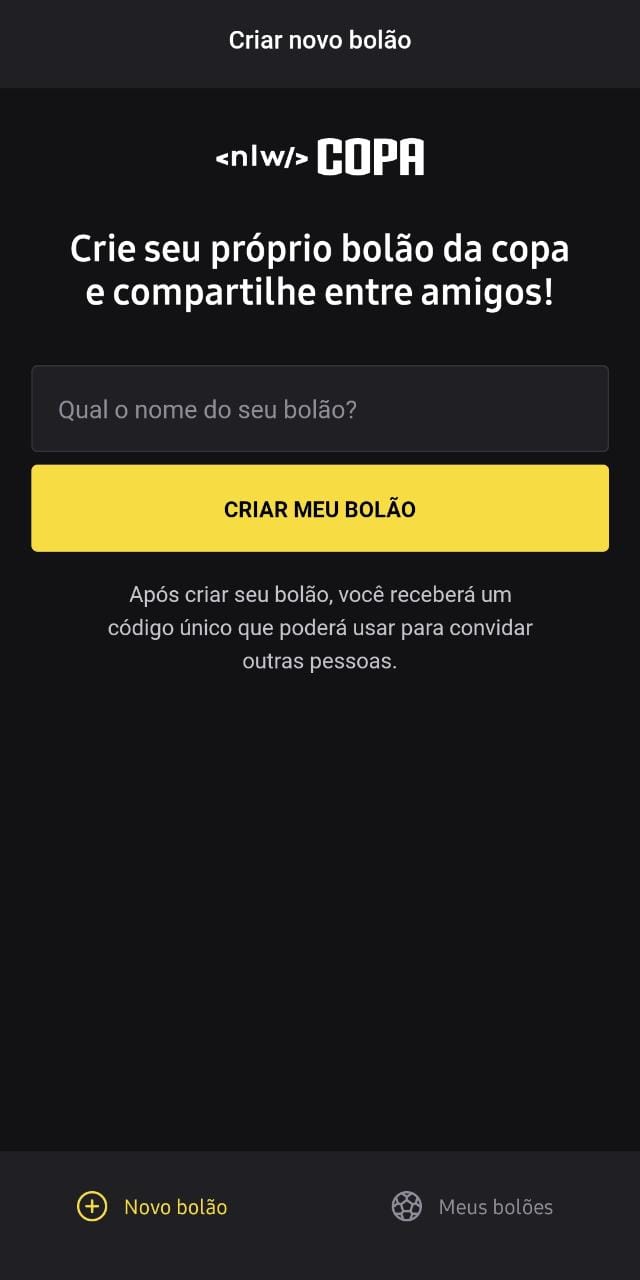 Criar novo bolão
<nlw/> COPA
Crie seu próprio bolão da copa
e compartilhe entre amigos!
Qual o nome do seu bolão?
CRIAR MEU BOLÃO
Após criar seu bolão, você receberá um
código único que poderá usar para convidar
outras pessoas.
Novo bolão
Meus bolões